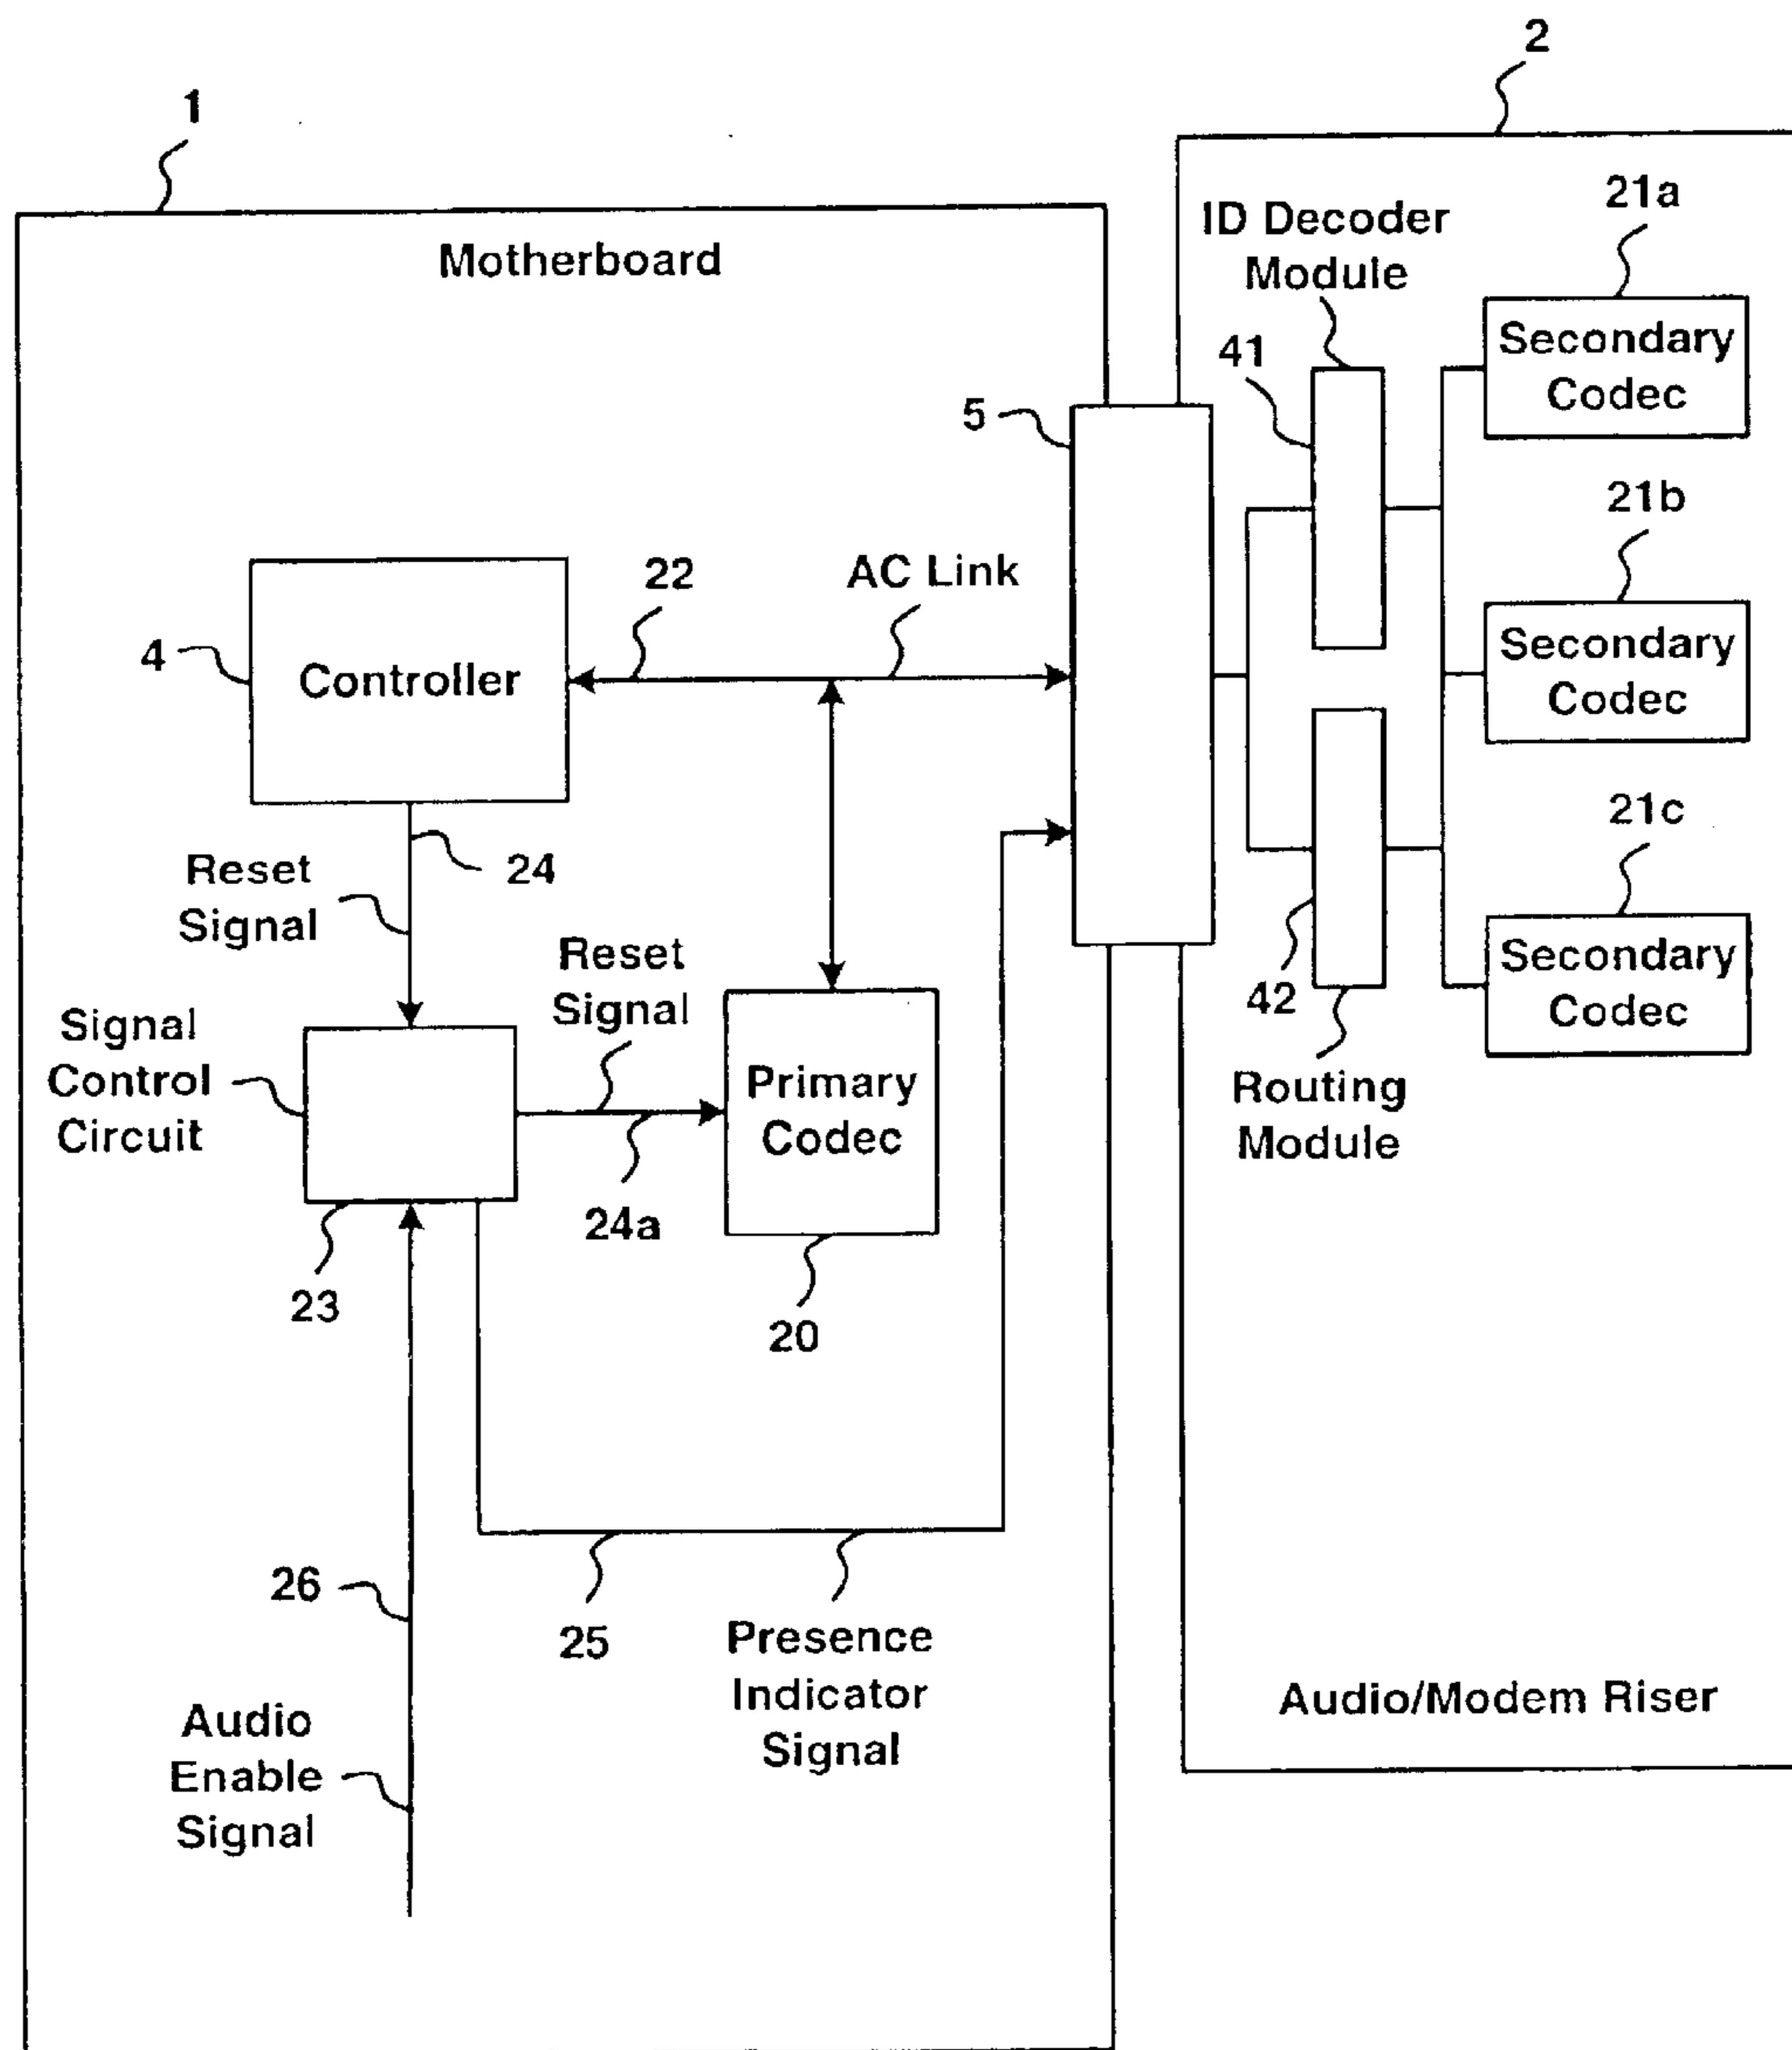 1
2
Motherboard
ID Decoder
Module
21a
Secondary
Codec
41
5
21b
Secondary
Codec
22
AC Link
4
Controller
21c
Secondary
Codec
24
Reset
Signal
42
Routing
Module
Reset
Signal
Signal
Control
Circuit
Primary
Codec
24a
23
20
26
25
Presence
Indicator
Signal
Audio
Enable
Signal
Audio/Modem Riser